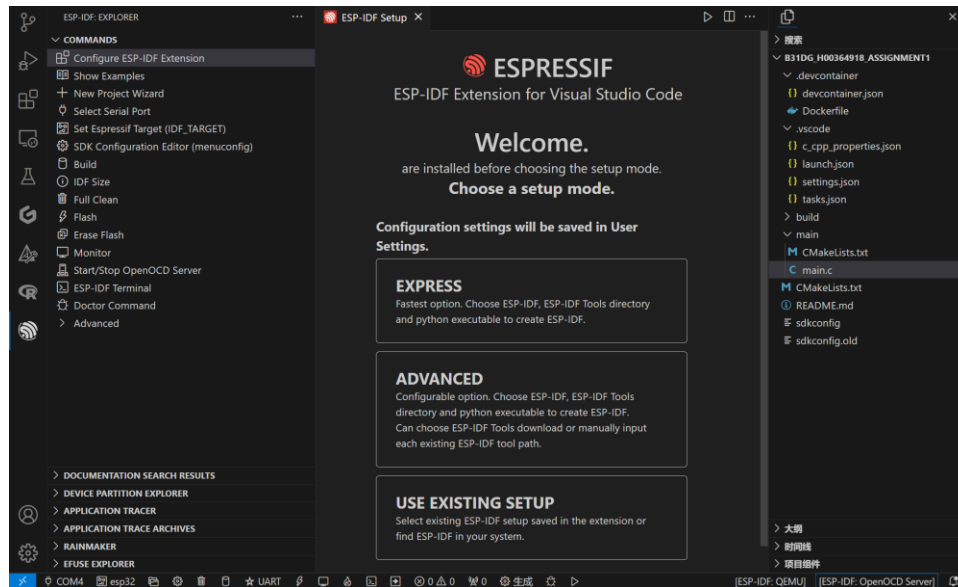 ESP-IDF: EXPLORER
COMMANDS
Configure ESP-IDF Extension
Show Examples
New Project Wizard
Select Serial Port
Set Espressif Target (IDF_TARGET)
SDK Configuration Editor (menuconfig)
Build
IDF Size
Full Clean
Flash
Erase Flash
Monitor
Start/Stop OpenOCD Server
ESP-IDF Terminal
Doctor Command
Advanced
DOCUMENTATION SEARCH RESULTS
DEVICE PARTITION EXPLORER
APPLICATION TRACER
APPLICATION TRACE ARCHIVES
RAINMAKER
EFUSE EXPLORER
ESP-IDF Setup
ESPRESSIF
ESP-IDF Extension for Visual Studio Code
Welcome.
are installed before choosing the setup mode.
Choose a setup mode.
Configuration settings will be saved in User
Settings.
EXPRESS
Fastest option. Choose ESP-IDF, ESP-IDF Tools directory
and python executable to create ESP-IDF.
ADVANCED
Configurable option. Choose ESP-IDF, ESP-IDF Tools
directory and python executable to create ESP-IDF.
Can choose ESP-IDF Tools download or manually input
each existing ESP-IDF tool path.
USE EXISTING SETUP
Select existing ESP-IDF setup saved in the extension or
find ESP-IDF in your system.
搜索
B31DG_H00364918_ASSIGNMENT1
.devcontainer
{} devcontainer.json
Dockerfile
.vscode
{} c_cpp_properties.json
{} launch.json
{} settings.json
{} tasks.json
build
main
M CMakeLists.txt
C main.c
M CMakeLists.txt
README.md
sdkconfig
sdkconfig.old
大纲
时间线
项目组件
COM4 esp32 UART 0 0 0 生成 [ESP-IDF: QEMU] [ESP-IDF: OpenOCD Server]